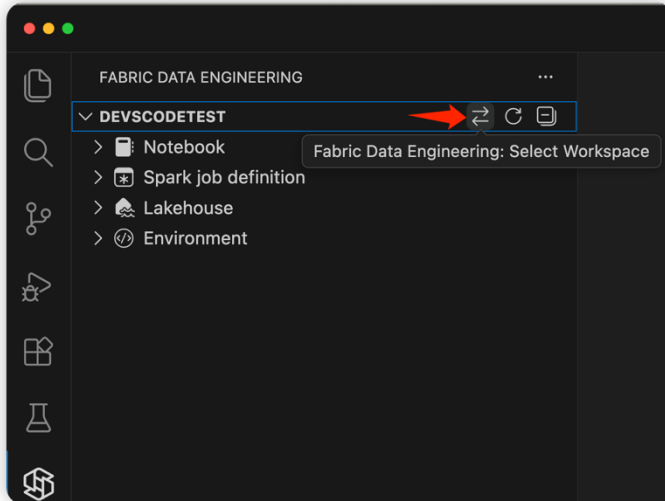 FABRIC DATA ENGINEERING
DEVSCODETEST
Fabric Data Engineering: Select Workspace
Notebook
Spark job definition
Lakehouse
Environment